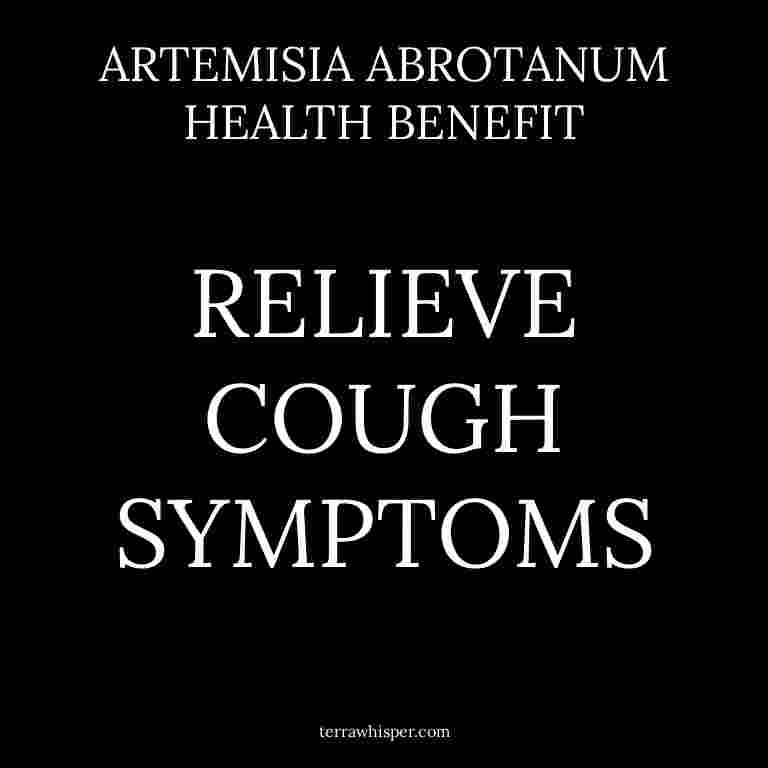 ARTEMISIA ABROTANUM
HEALTH BENEFIT
RELIEVE
COUGH
SYMPTOMS
terrawhisper.com